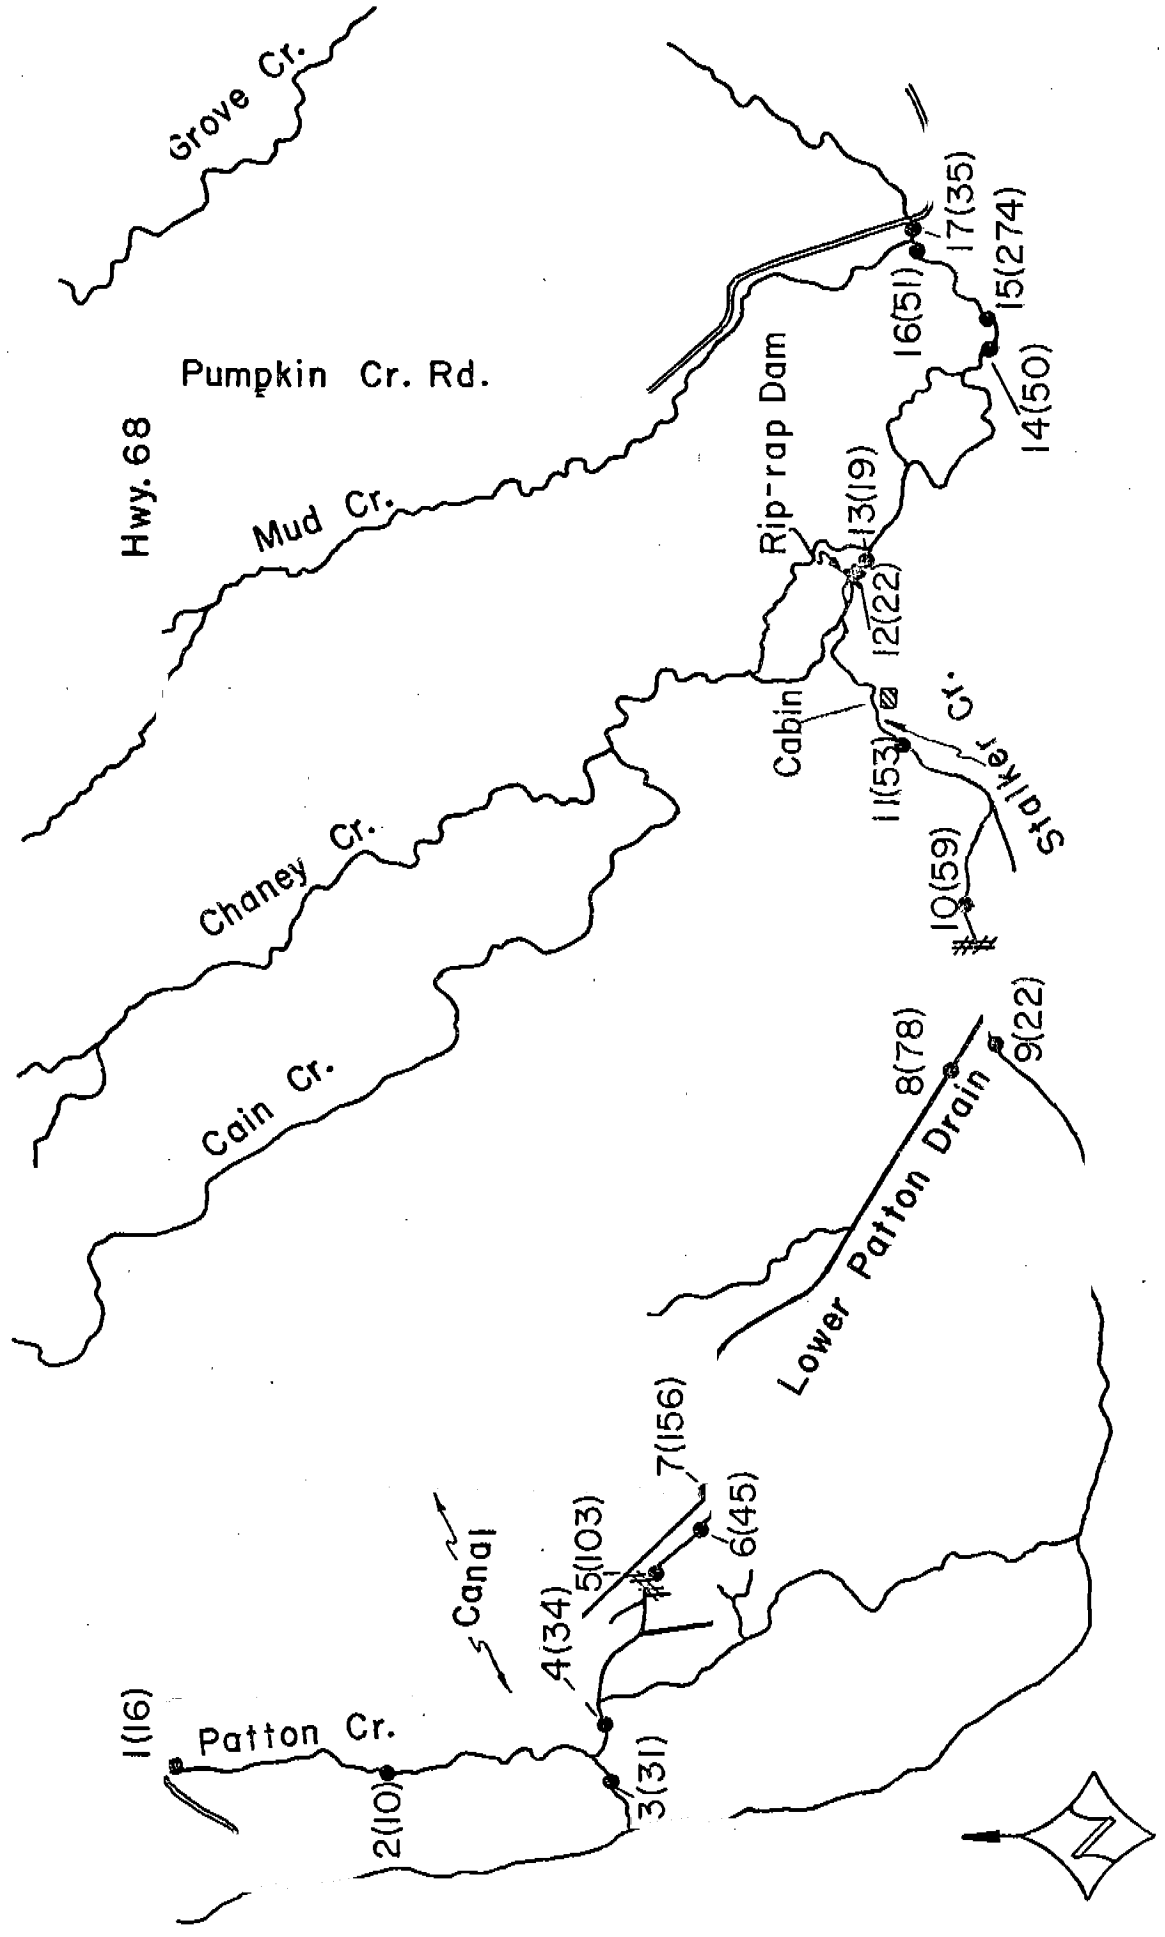 Grove Cr.
Hwy. 68
Pumpkin Cr. Rd.
Mud Cr.
Chaney Cr.
Cain Cr.
17(35)
15(274)
16(51)
14(50)
Rip-rap Dam
13(19)
12(22)
Cabin
Stalker Cr.
11(53)
10(59)
9(22)
8(78)
Lower Patton Drain
7(156)
6(45)
5(103)
4(34)
Canal
1(16)
Patton Cr.
2(10)
3(31)
N